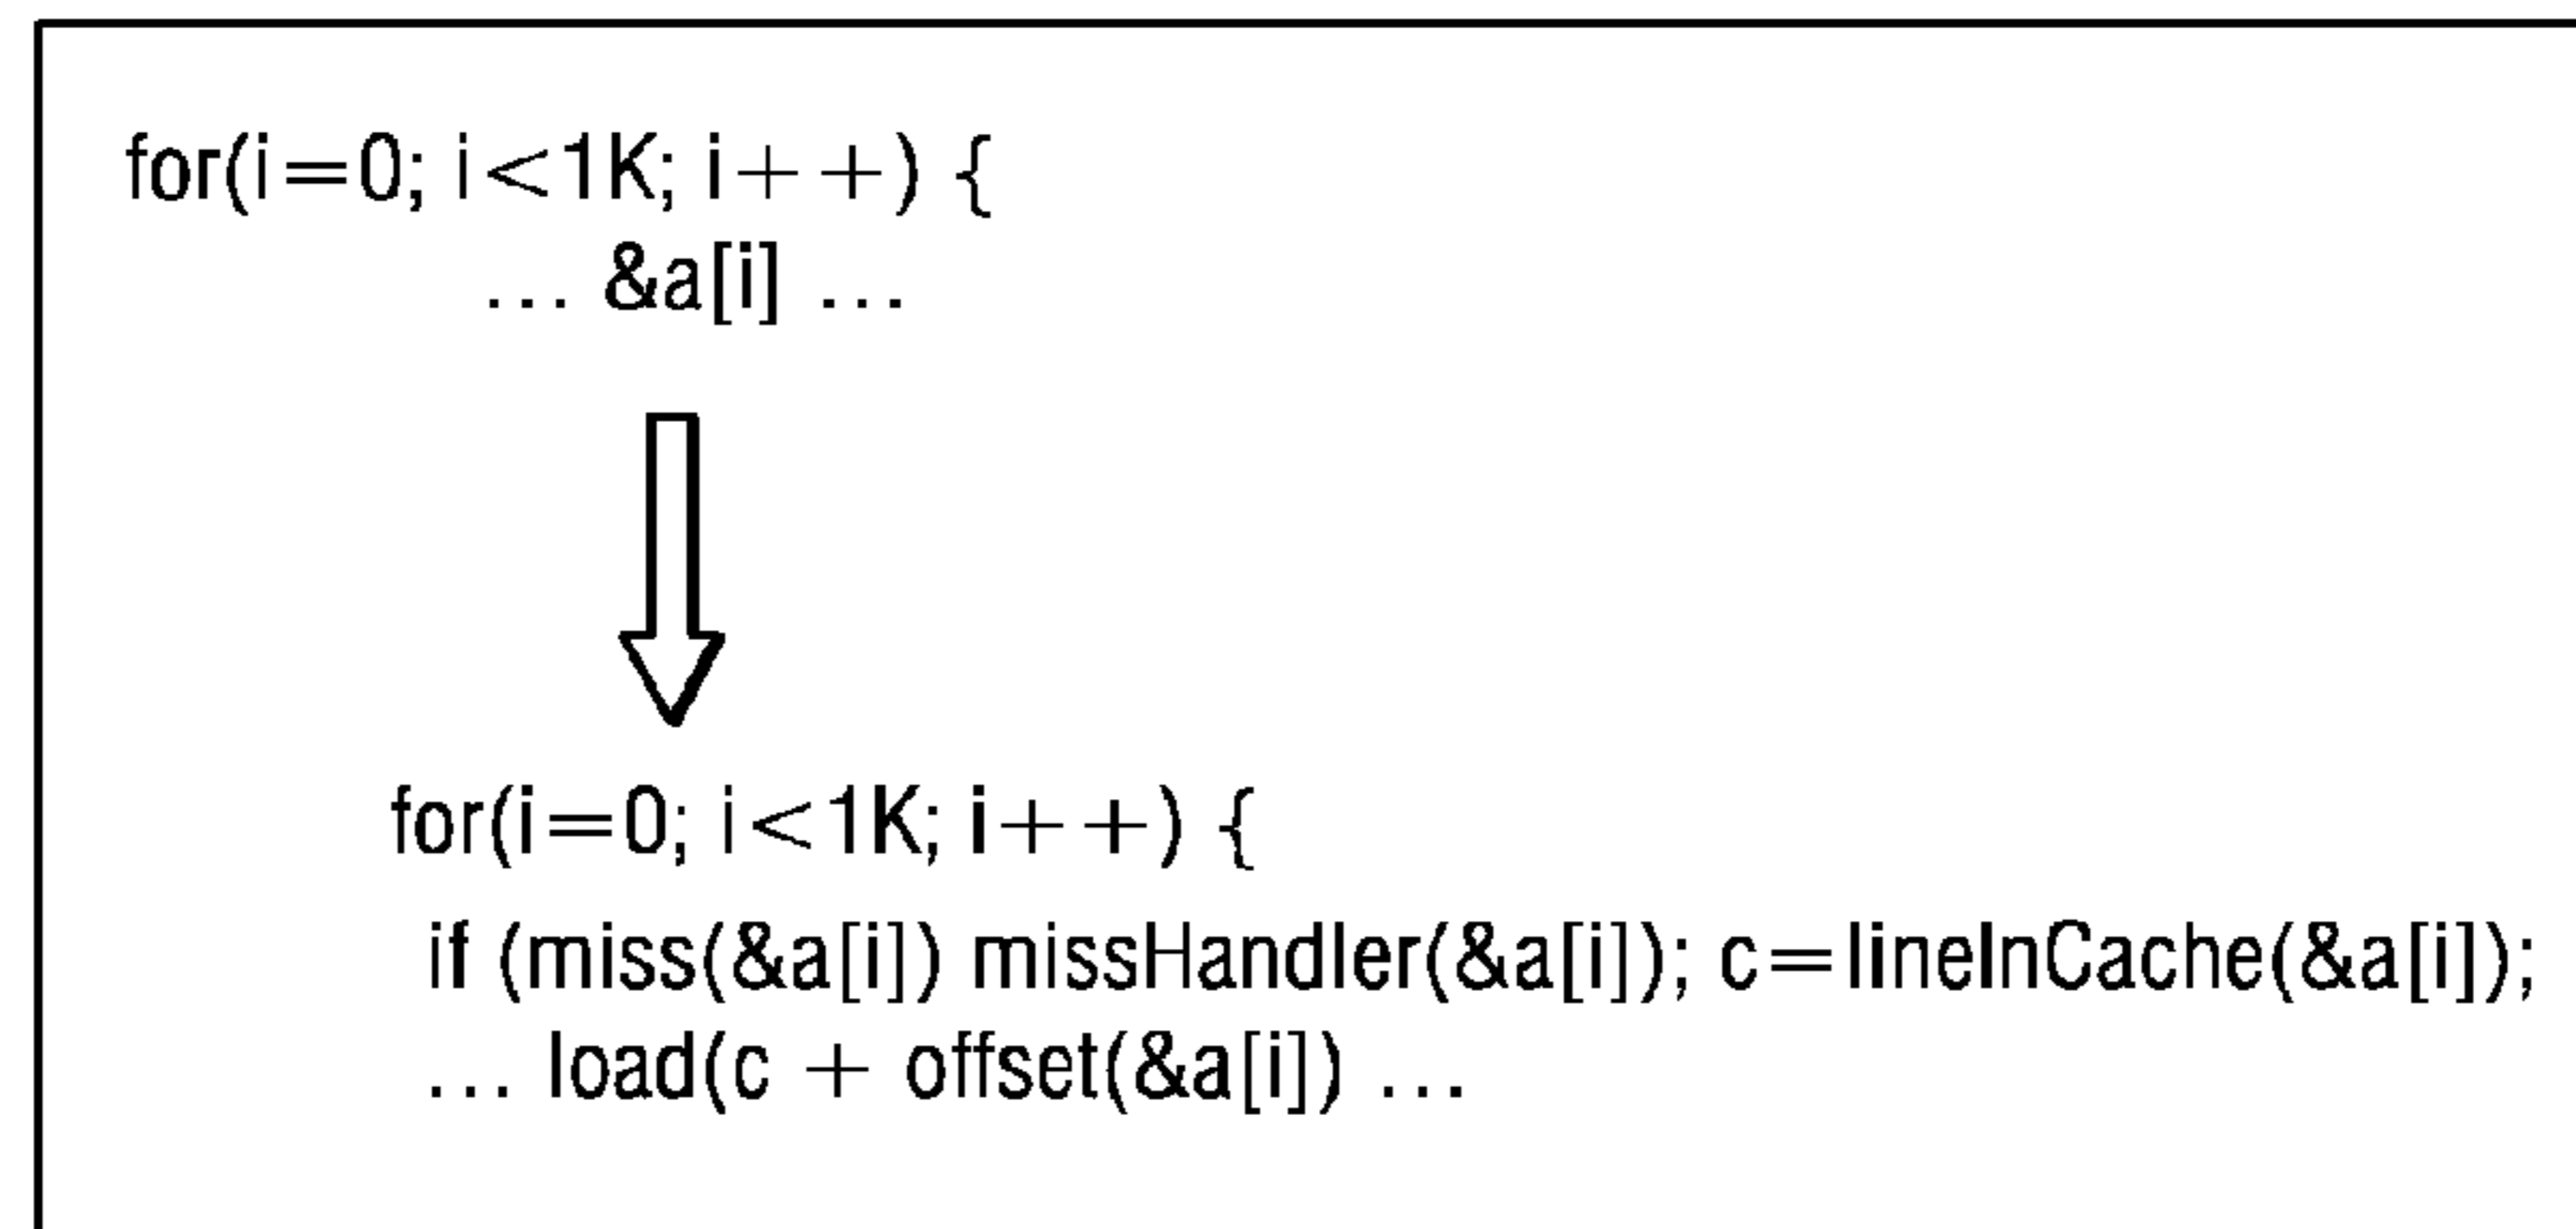 for(i=0; i<1K; i++) {
... &a[i] ...
for(i=0; i<1K; i++) {
if (miss(&a[i]) missHandler(&a[i]); c=lineInCache(&a[i]);
... load(c + offset(&a[i]) ...